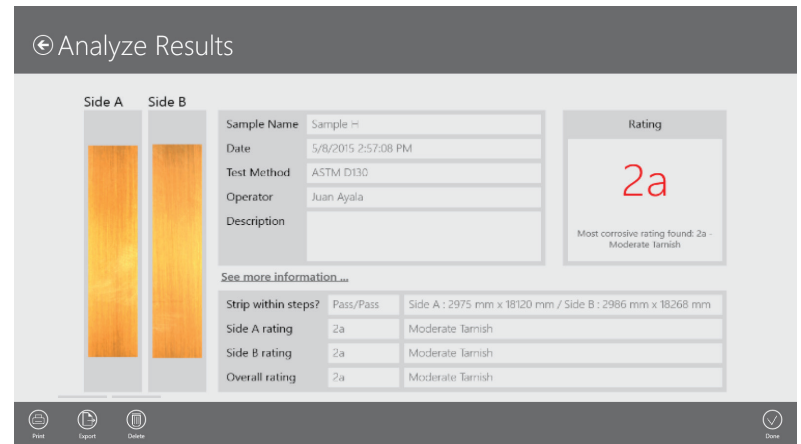 Analyze Results
Side A Side B
Sample Name Sample H
Date 5/8/2015 2:57:08 PM
Test Method ASTM D130
Operator Juan Ayala
Description
Rating
2a
Most corrosive rating found: 2a -
Moderate Tarnish
See more information ...
Strip within steps? Pass/Pass Side A : 2975 mm x 18120 mm / Side B : 2986 mm x 18268 mm
Side A rating 2a Moderate Tarnish
Side B rating 2a Moderate Tarnish
Overall rating 2a Moderate Tarnish
Print Export Delete Done